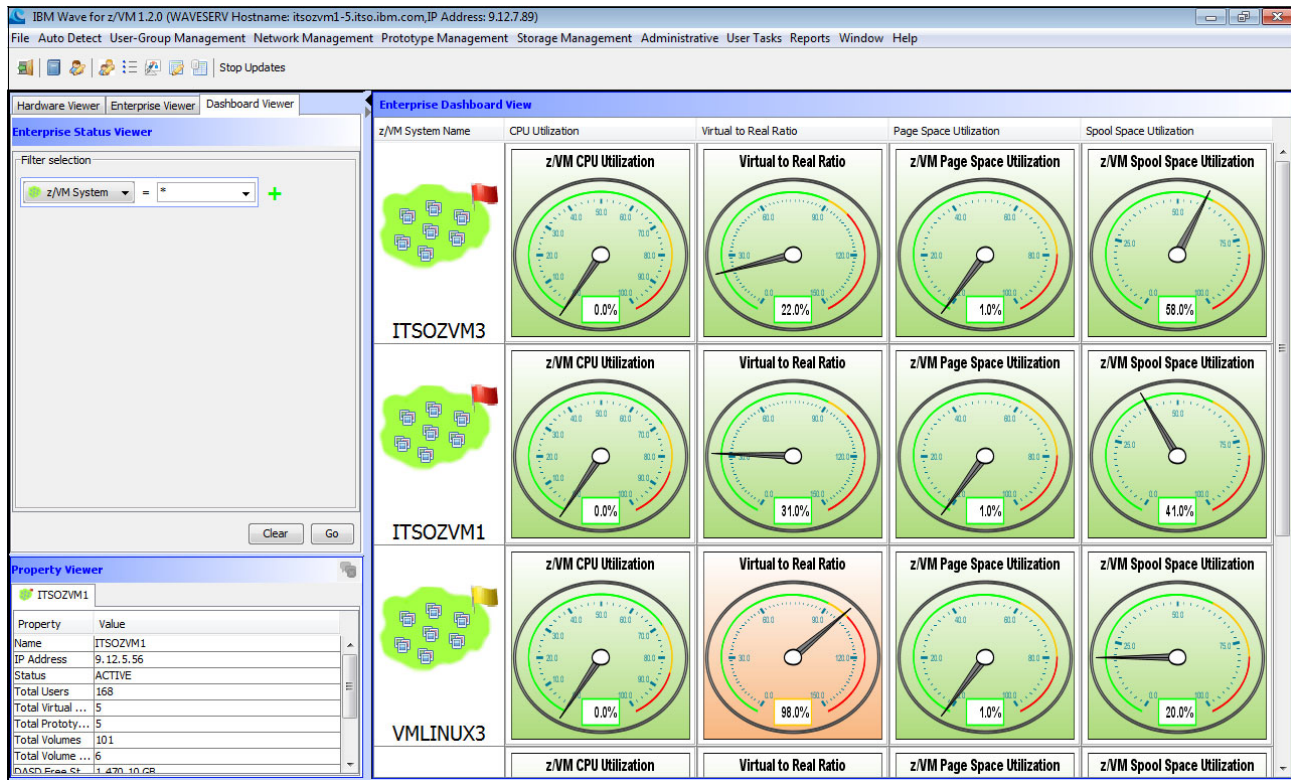 IBM Wave for z/VM 1.2.0 (WAVESERV Hostname: itsozvm1-5.itso.ibm.com,IP Address: 9.12.7.89)
File Auto Detect User-Group Management Network Management Prototype Management Storage Management Administrative User Tasks Reports Window Help
Stop Updates
Hardware Viewer Enterprise Viewer Dashboard Viewer
Enterprise Status Viewer
Filter selection
z/VM System = *
Clear Go
Property Viewer
ITSOZVM1
Property Value
Name ITSOZVM1
IP Address 9.12.5.56
Status ACTIVE
Total Users 168
Total Virtual ... 5
Total Prototy... 5
Total Volumes 101
Total Volume ... 6
DASD Free St... 1,470.10 GB
Enterprise Dashboard View
z/VM System Name CPU Utilization Virtual to Real Ratio Page Space Utilization Spool Space Utilization
z/VM CPU Utilization Virtual to Real Ratio z/VM Page Space Utilization z/VM Spool Space Utilization
0.0% 22.0% 1.0% 58.0%
ITSOZVM3
z/VM CPU Utilization Virtual to Real Ratio z/VM Page Space Utilization z/VM Spool Space Utilization
0.0% 31.0% 1.0% 41.0%
ITSOZVM1
z/VM CPU Utilization Virtual to Real Ratio z/VM Page Space Utilization z/VM Spool Space Utilization
0.0% 98.0% 1.0% 20.0%
VMLINUX3
z/VM CPU Utilization Virtual to Real Ratio z/VM Page Space Utilization z/VM Spool Space Utilization